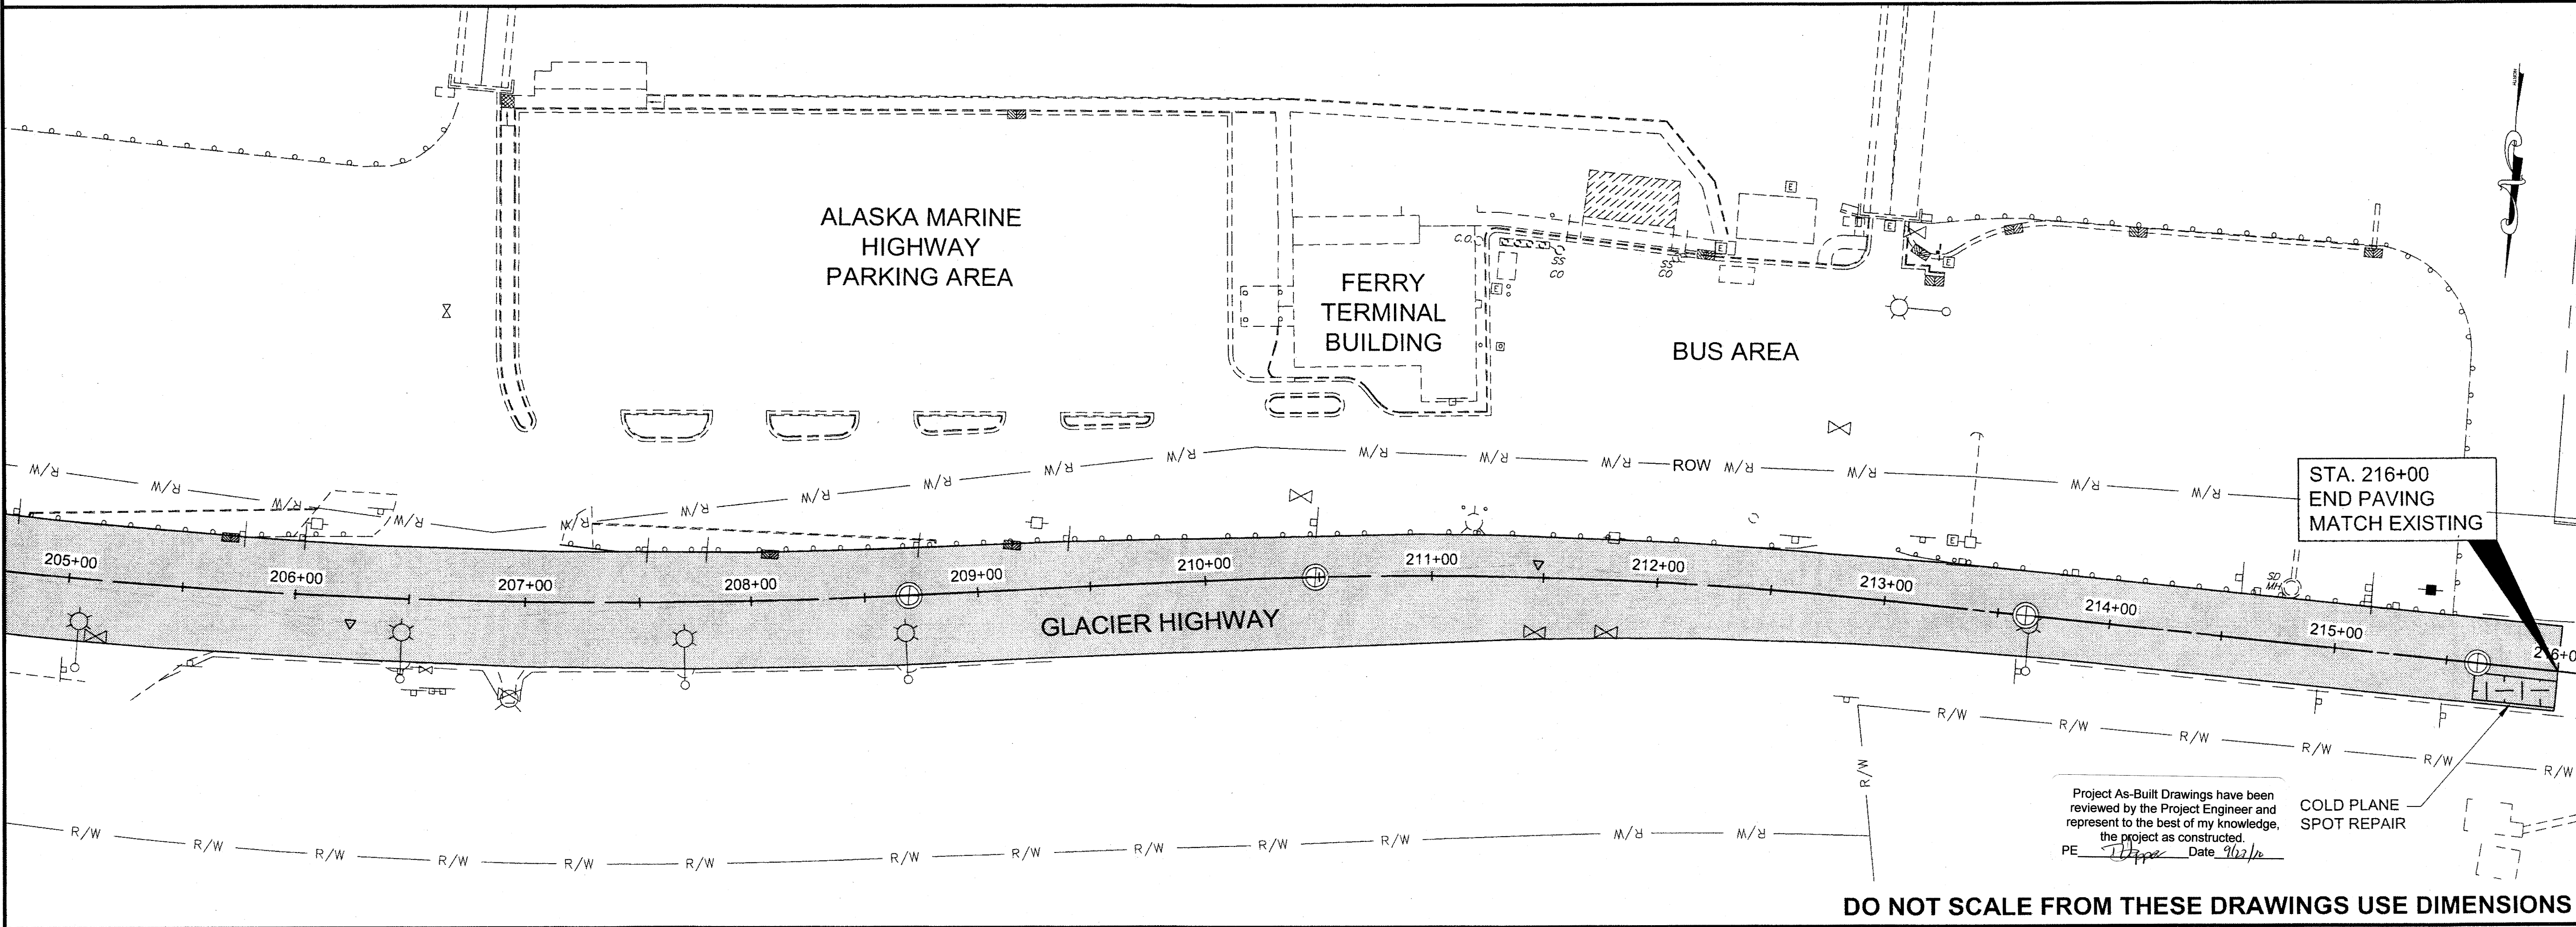 NORTH
ALASKA MARINE
HIGHWAY
PARKING AREA
FERRY
TERMINAL
BUILDING
BUS AREA
C.O.
SS
CO
SS
CO
E
E
E
E
E
E
R/W R/W R/W R/W R/W R/W R/W R/W R/W R/W R/W R/W R/W ROW R/W R/W R/W R/W
STA. 216+00
END PAVING
MATCH EXISTING
E
SD
MH
205+00
206+00
207+00
208+00
209+00
210+00
211+00
212+00
213+00
214+00
215+00
GLACIER HIGHWAY
R/W R/W R/W R/W R/W R/W
R/W
R/W R/W R/W R/W R/W R/W R/W R/W R/W R/W R/W R/W R/W
Project As-Built Drawings have been
reviewed by the Project Engineer and
represent to the best of my knowledge,
the project as constructed.
PE Date
COLD PLANE
SPOT REPAIR
DO NOT SCALE FROM THESE DRAWINGS USE DIMENSIONS